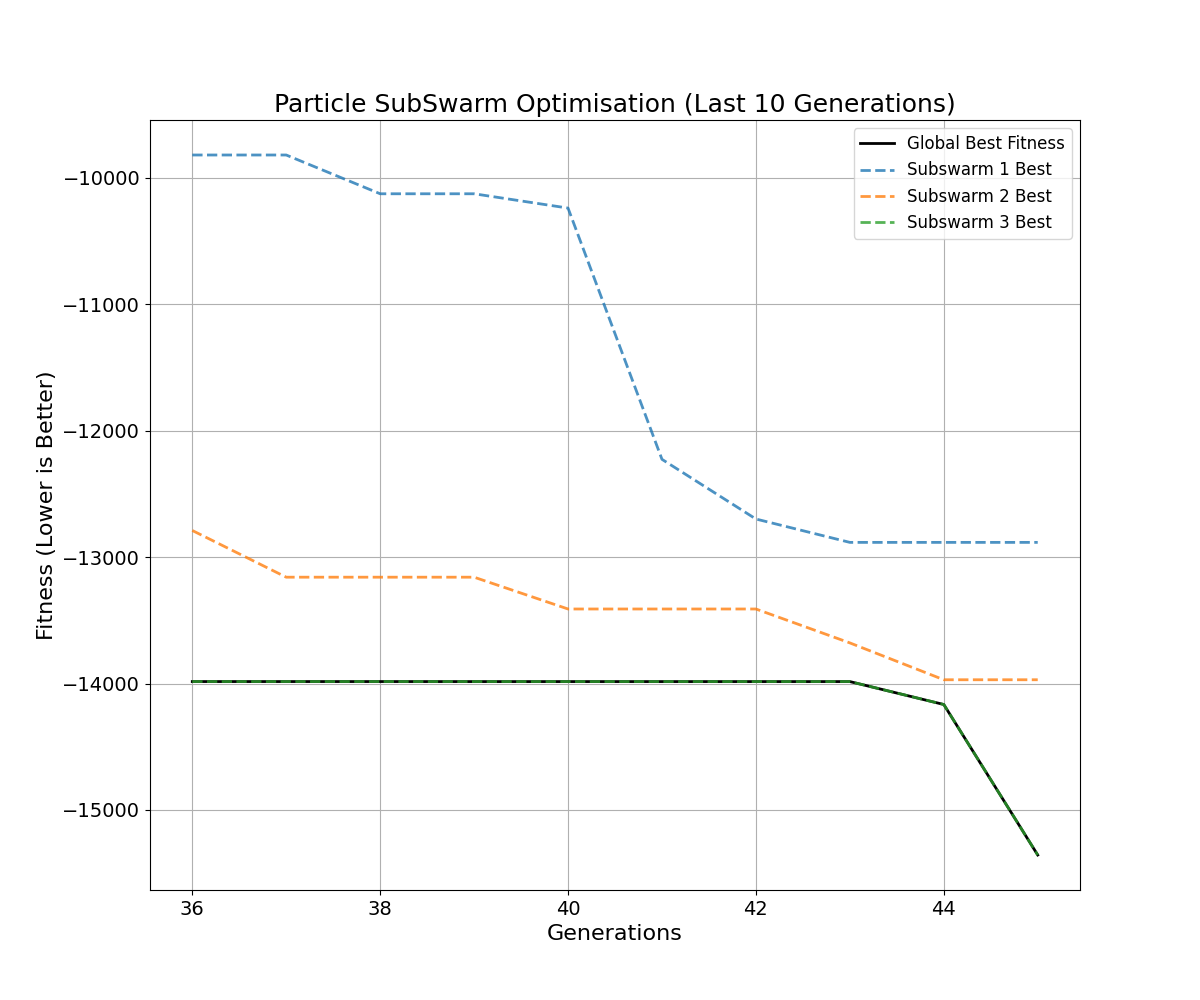 Particle SubSwarm Optimisation (Last 10 Generations)
Global Best Fitness
Subswarm 1 Best
Subswarm 2 Best
Subswarm 3 Best
Fitness (Lower is Better)
−10000
−11000
−12000
−13000
−14000
−15000
36 38 40 42 44
Generations